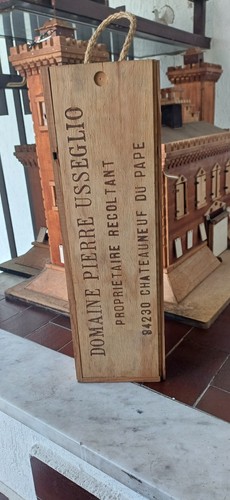 DOMAINE PIERRE USSEGLIO
PROPRIETAIRE RECOLTANT
84230 CHATEAUNEUF DU PAPE